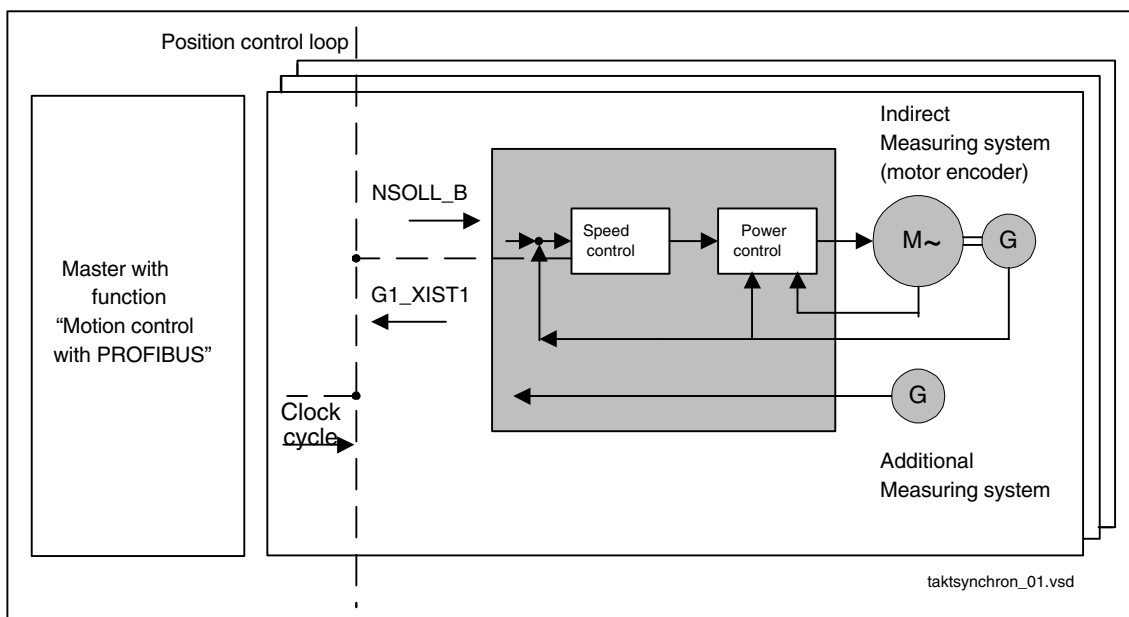 Position control loop
Master with
function
“Motion control
with PROFIBUS”
NSOLL_B
G1_XIST1
Clock
cycle
Speed
control
Power
control
Indirect
Measuring system
(motor encoder)
M~
G
G
Additional
Measuring system
taktsynchron_01.vsd